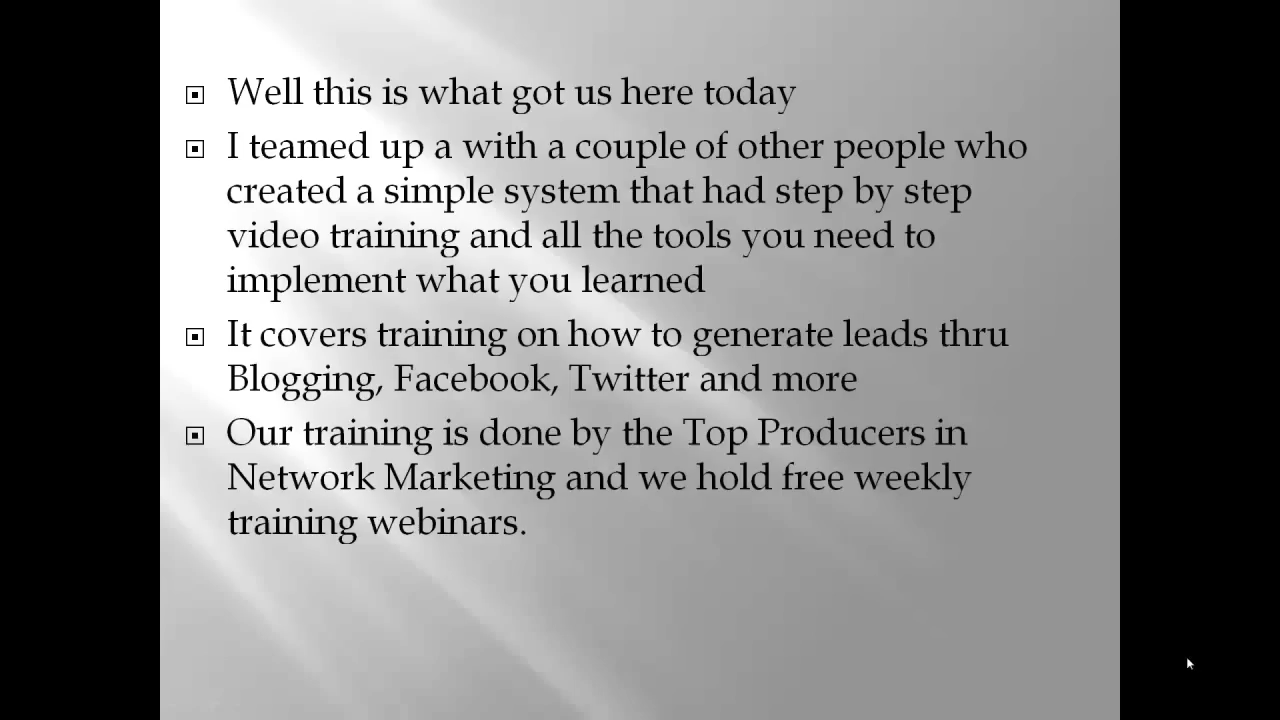 Well this is what got us here today
I teamed up a with a couple of other people who
created a simple system that had step by step
video training and all the tools you need to
implement what you learned
It covers training on how to generate leads thru
Blogging, Facebook, Twitter and more
Our training is done by the Top Producers in
Network Marketing and we hold free weekly
training webinars.